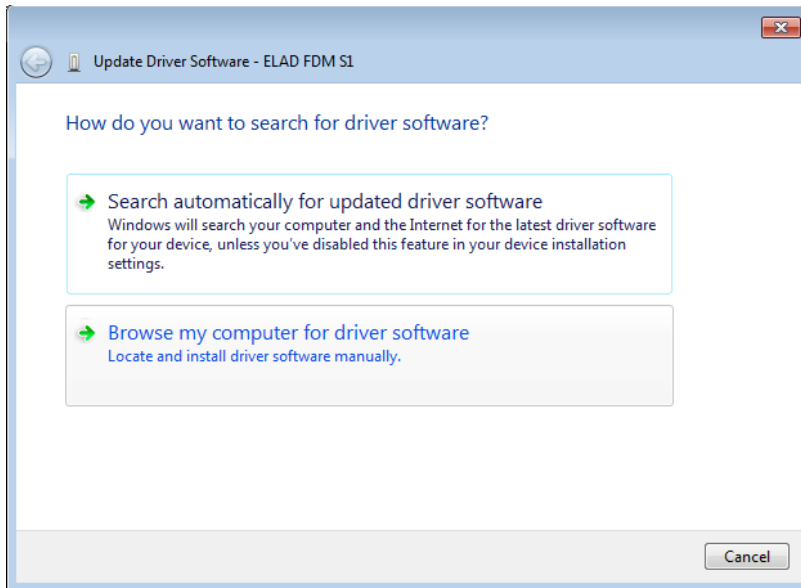 Update Driver Software - ELAD FDM S1
How do you want to search for driver software?
Search automatically for updated driver software
Windows will search your computer and the Internet for the latest driver software
for your device, unless you've disabled this feature in your device installation
settings.
Browse my computer for driver software
Locate and install driver software manually.
Cancel